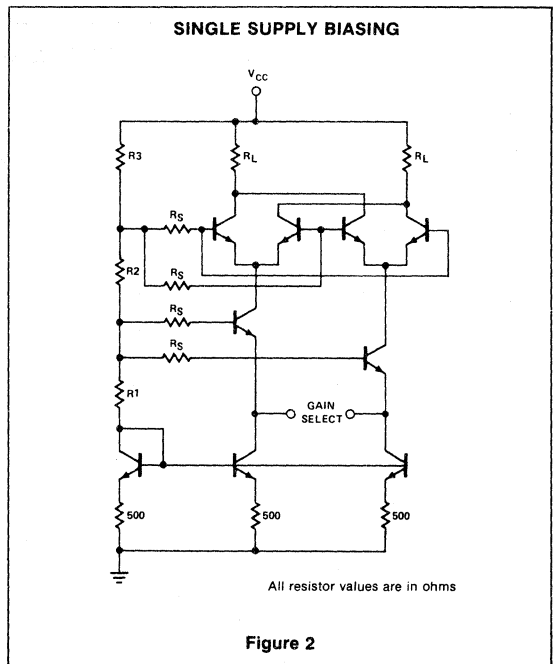 SINGLE SUPPLY BIASING
VCC
R3
RL
RL
RS
R2
RS
RS
RS
R1
GAIN
SELECT
500
500
500
All resistor values are in ohms
Figure 2